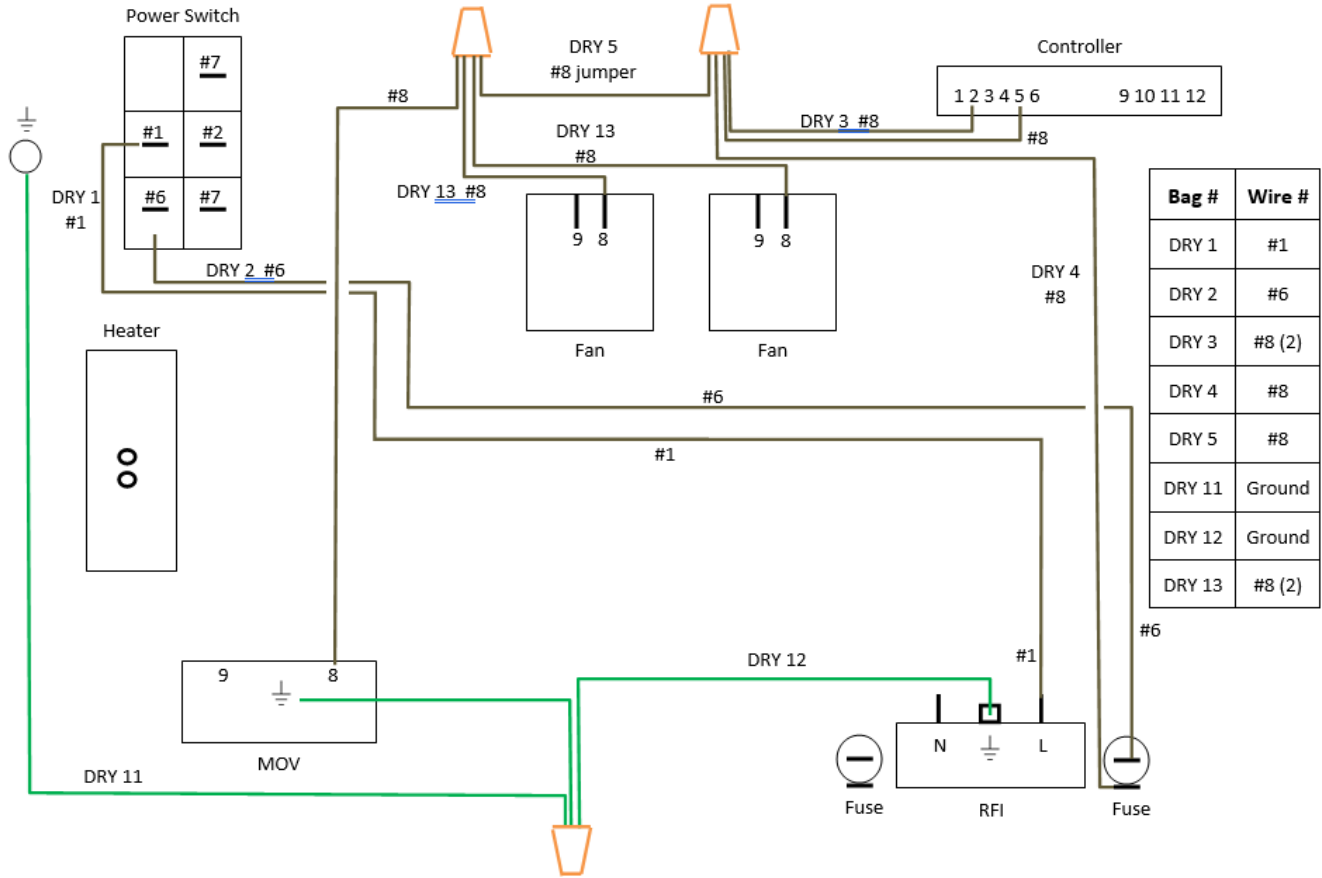 Power Switch
#7
#1
#2
#6
#7
DRY 1
#1
DRY 2 #6
#8
DRY 5
#8 jumper
DRY 13
#8
DRY 13 #8
DRY 3 #8
#8
Controller
1 2 3 4 5 6
9 10 11 12
9 8
Fan
9 8
Fan
DRY 4
#8
Bag # Wire #
DRY 1 #1
DRY 2 #6
DRY 3 #8 (2)
DRY 4 #8
DRY 5 #8
DRY 11 Ground
DRY 12 Ground
DRY 13 #8 (2)
Heater
#6
#1
#6
#1
DRY 12
9 8
MOV
DRY 11
N L
Fuse
RFI
Fuse